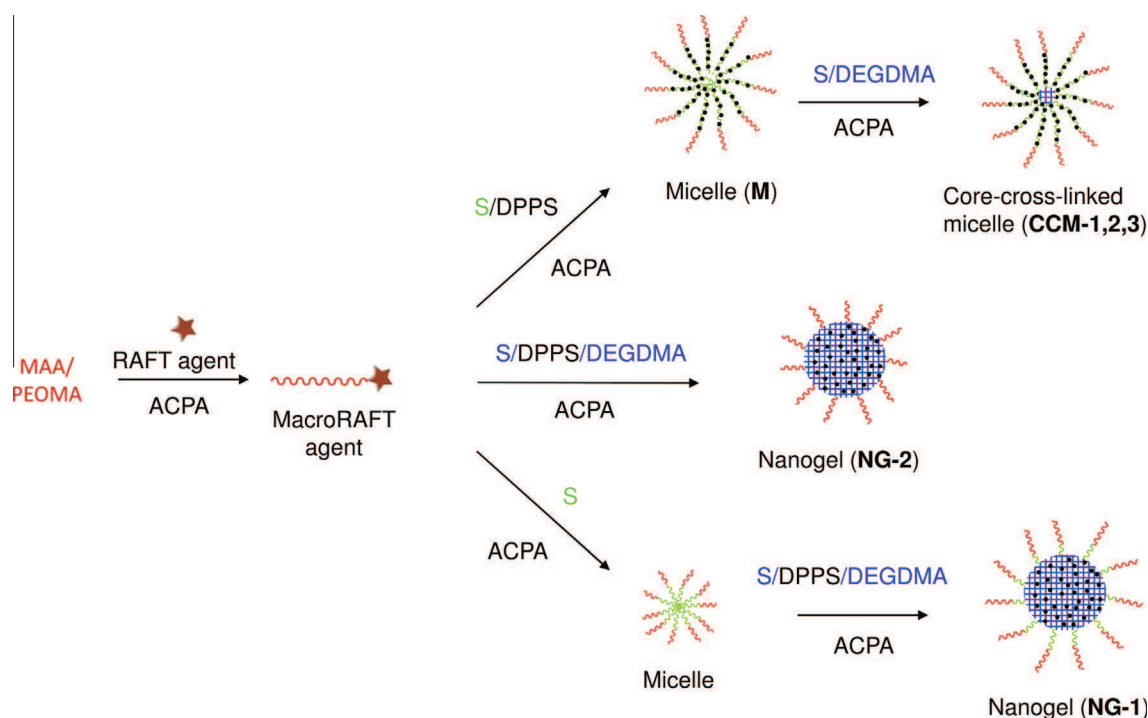 S/DEGDMA
ACPA
Micelle (M)
Core-cross-linked
micelle (CCM-1,2,3)
S/DPPS
ACPA
MAA/
PEOMA
RAFT agent
ACPA
MacroRAFT
agent
S/DPPS/DEGDMA
ACPA
Nanogel (NG-2)
S
ACPA
Micelle
S/DPPS/DEGDMA
ACPA
Nanogel (NG-1)